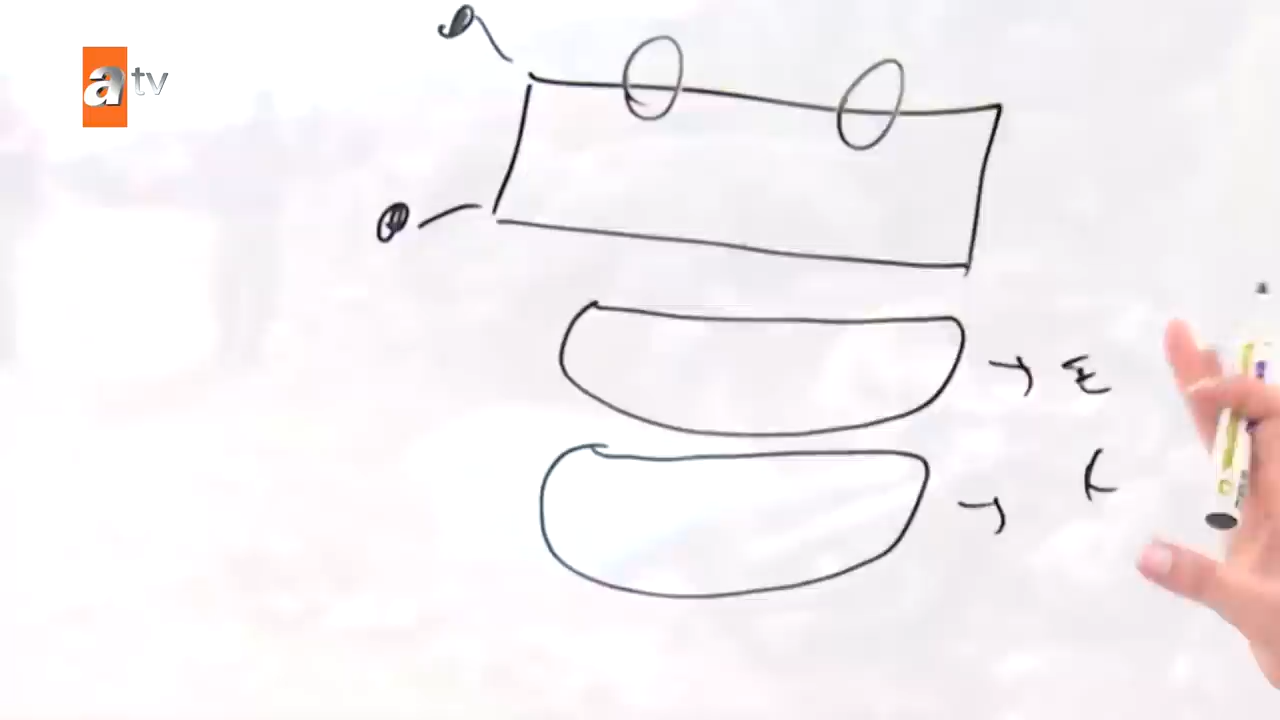 atv
→ E
→ K